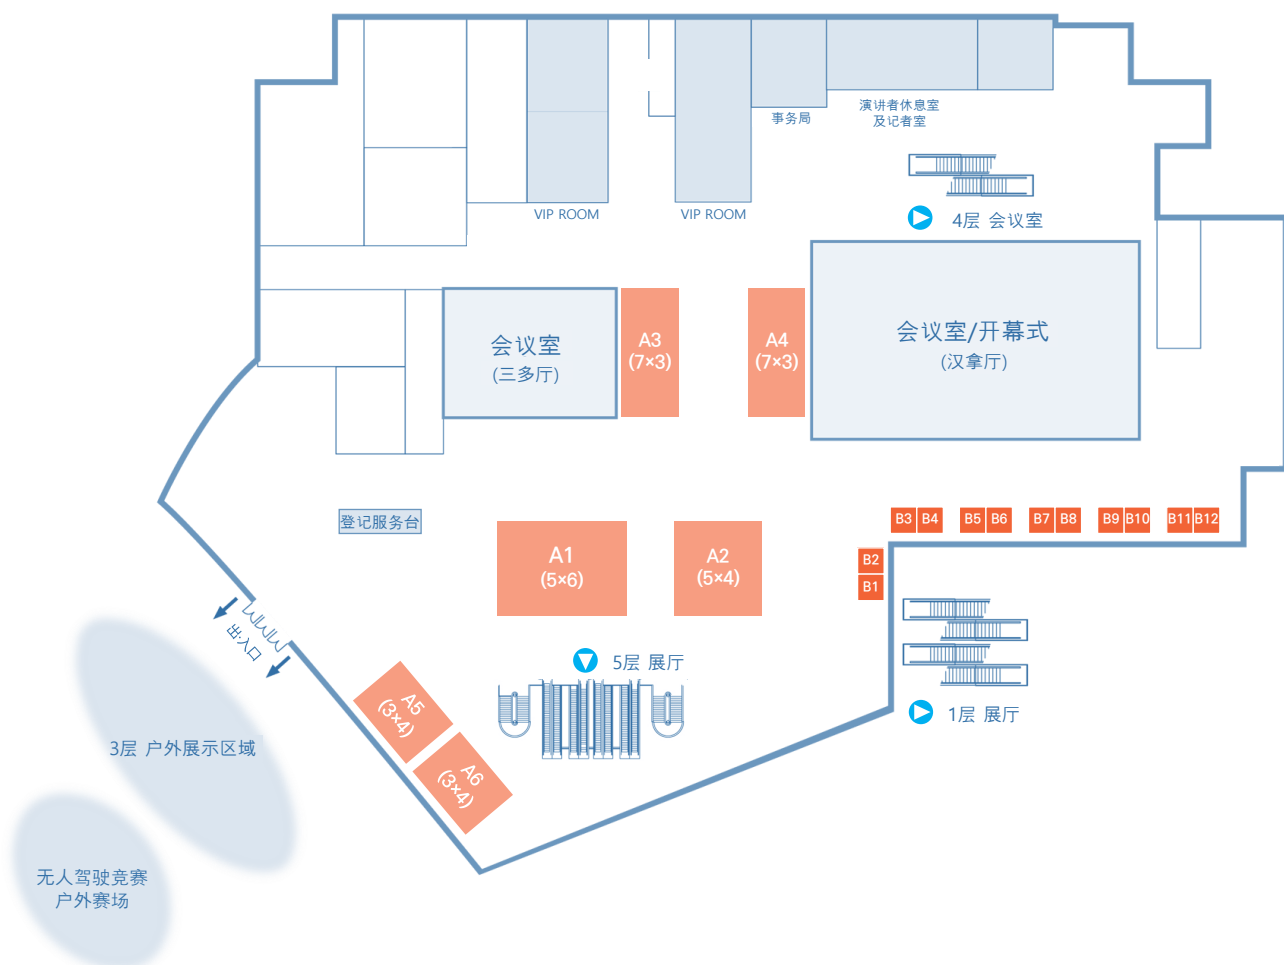 演讲者休息室
及记者室
事务局
VIP ROOM
VIP ROOM
4层 会议室
会议室
(三多厅)
A3
(7×3)
A4
(7×3)
会议室/开幕式
(汉拿厅)
登记服务台
A1
(5×6)
A2
(5×4)
B3
B4
B5
B6
B7
B8
B9
B10
B11
B12
B2
B1
出·入口
5层 展厅
A5
(3×4)
A6
(3×4)
1层 展厅
3层 户外展示区域
无人驾驶竞赛
户外赛场